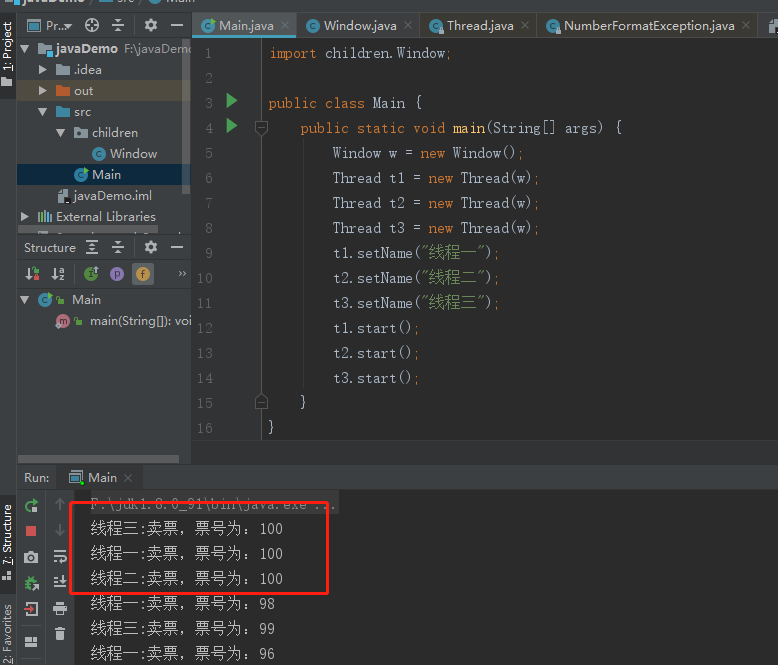 javaDemo
src
Main
1: Project
Pr...
Main.java
Window.java
Thread.java
NumberFormatException.java
javaDemo F:\javaDemo
.idea
out
src
children
Window
Main
javaDemo.iml
External Libraries
Structure
Main
main(String[]): voi
1 import children.Window;
2
3 public class Main {
4 public static void main(String[] args) {
5 Window w = new Window();
6 Thread t1 = new Thread(w);
7 Thread t2 = new Thread(w);
8 Thread t3 = new Thread(w);
9 t1.setName("线程一");
10 t2.setName("线程二");
11 t3.setName("线程三");
12 t1.start();
13 t2.start();
14 t3.start();
15 }
16 }
Run: Main
F:\jdk1.8.0_91\bin\java.exe ...
线程三:卖票，票号为：100
线程一:卖票，票号为：100
线程二:卖票，票号为：100
线程一:卖票，票号为：98
线程三:卖票，票号为：99
线程一:卖票，票号为：96
7: Structure
2: Favorites